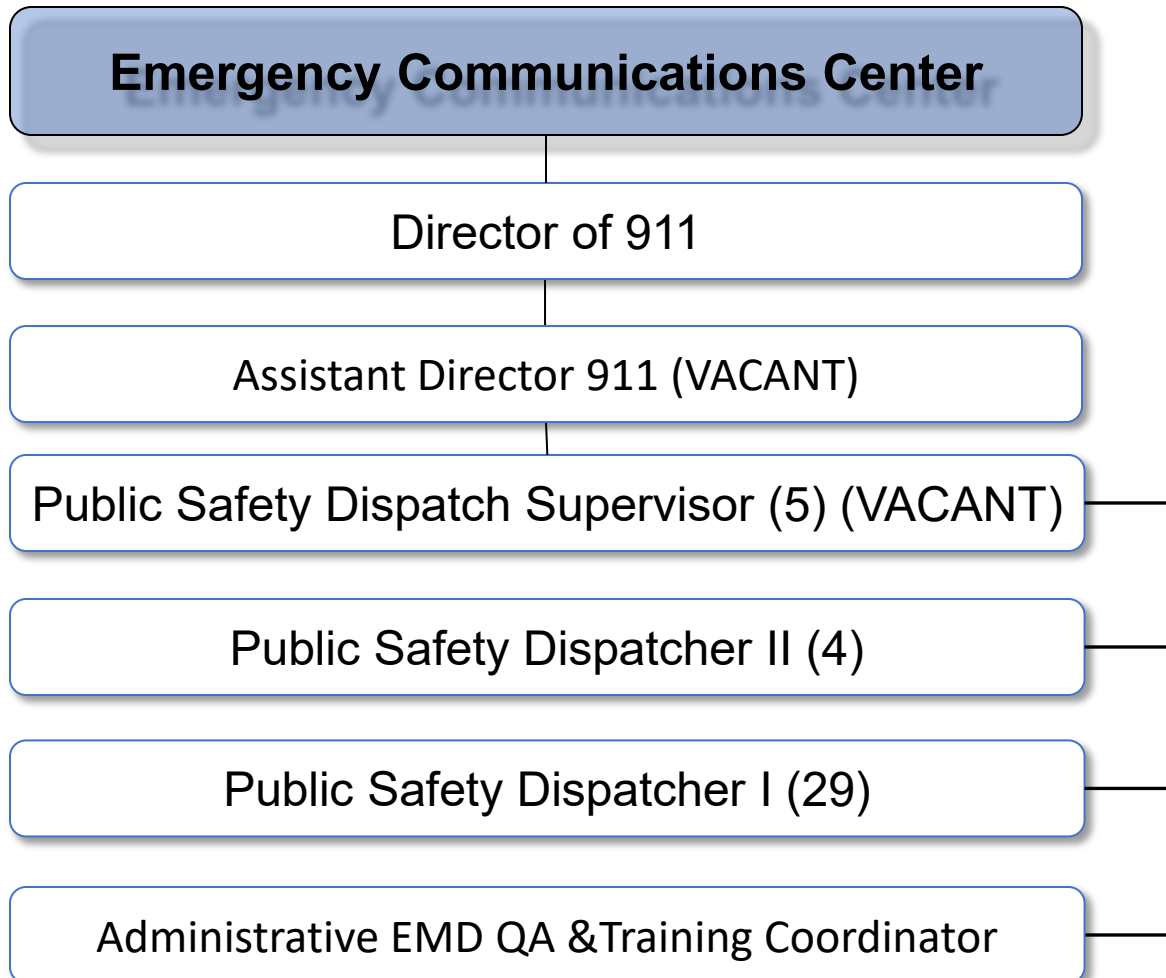 Emergency Communications Center
Director of 911
Assistant Director 911 (VACANT)
Public Safety Dispatch Supervisor (5) (VACANT)
Public Safety Dispatcher II (4)
Public Safety Dispatcher I (29)
Administrative EMD QA &Training Coordinator